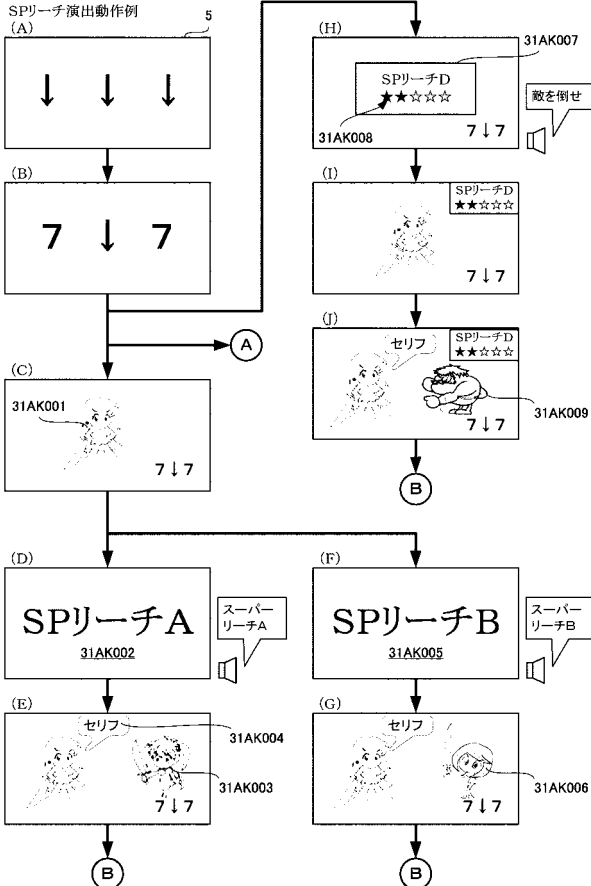 SPリーチ演出動作例
5
(A)
↓ ↓ ↓
(B)
7 ↓ 7
A
(C)
31AK001
7↓7
(D)
SPリーチA
31AK002
スーパー
リーチA
(E)
セリフ
31AK004
31AK003
7↓7
B
(F)
SPリーチB
31AK005
スーパー
リーチB
(G)
セリフ
31AK006
7↓7
B
(H)
31AK007
SPリーチD
★★☆☆☆
31AK008
7↓7
敵を倒せ
(I)
SPリーチD
★★☆☆☆
7↓7
(J)
セリフ
SPリーチD
★★☆☆☆
31AK009
7↓7
B